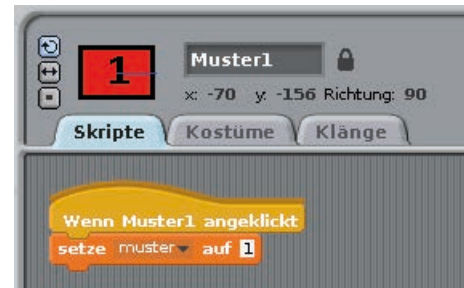 1
Muster1
x: -70 y: -156 Richtung: 90
Skripte Kostüme Klänge
Wenn Muster1 angeklickt
setze muster auf 1